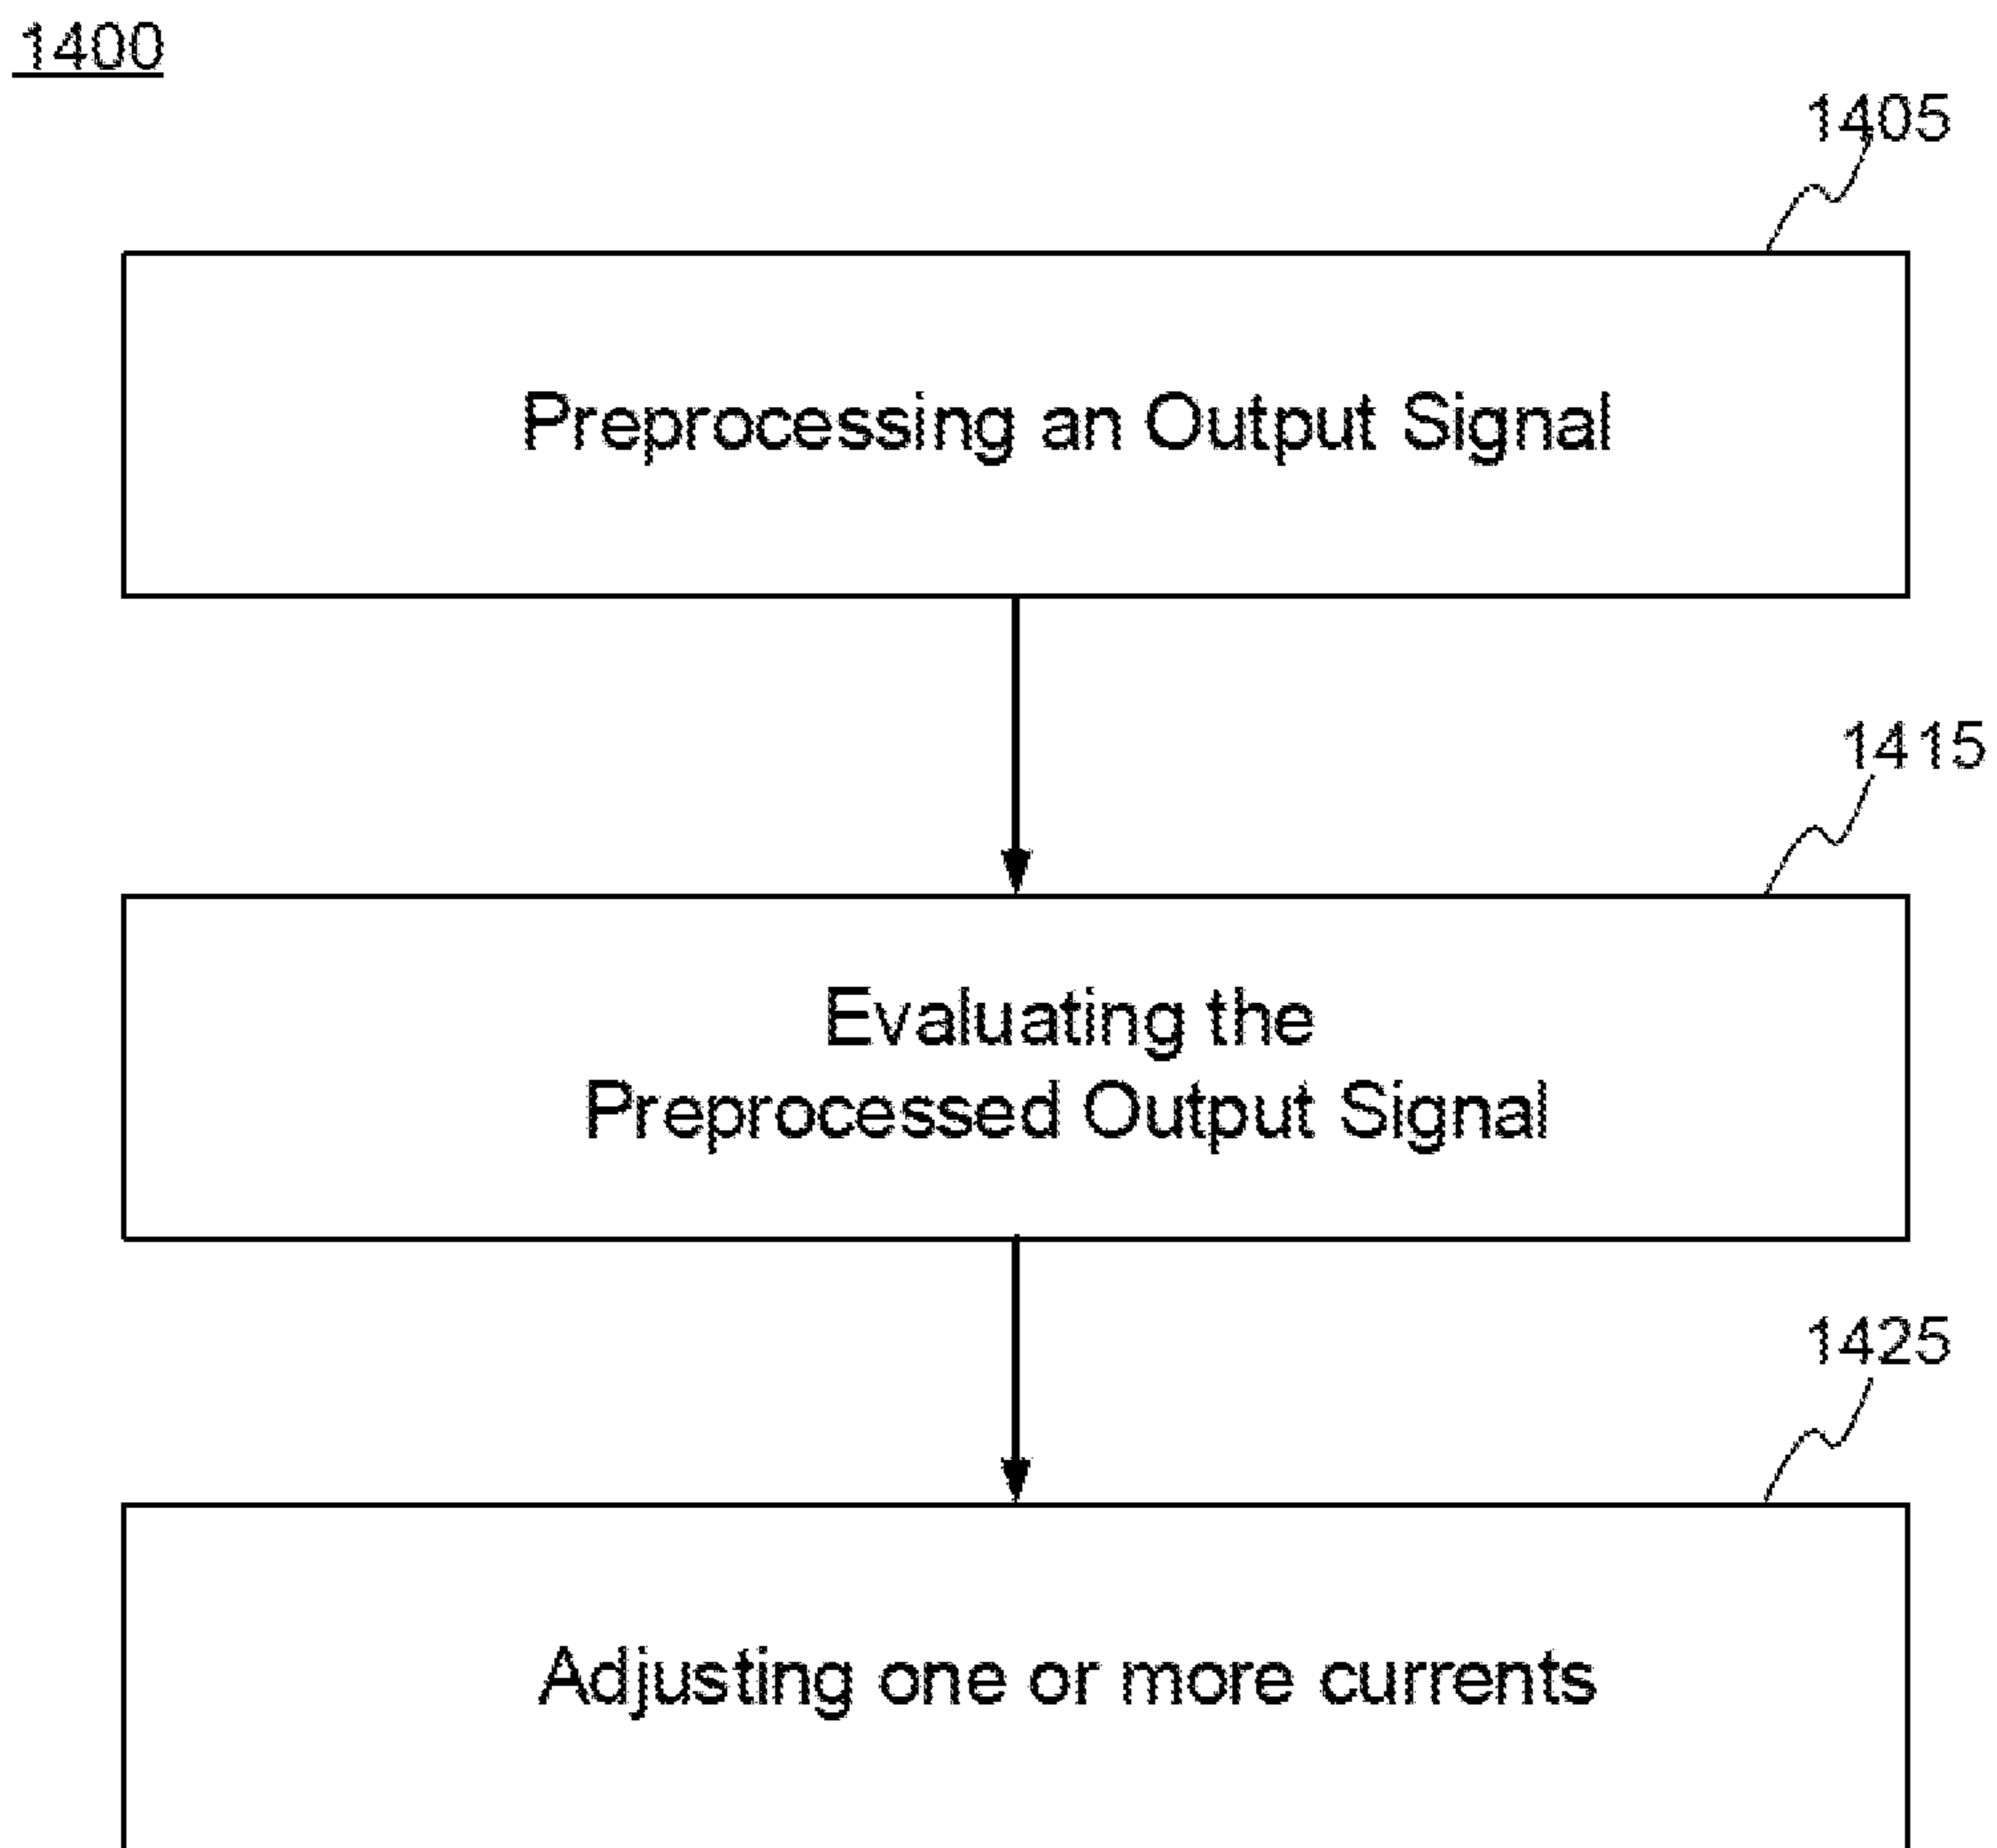 1400
1405
Preprocessing an Output Signal
1415
Evaluating the
Preprocessed Output Signal
1425
Adjusting one or more currents